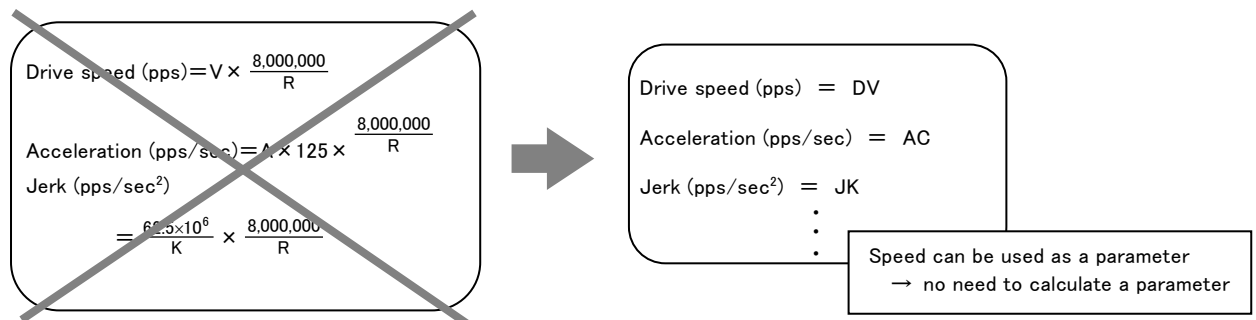 Drive speed (pps)=V× 8,000,000/R
Acceleration (pps/sec)=A×125× 8,000,000/R
Jerk (pps/sec²)
= 62.5×10⁶/K × 8,000,000/R
Drive speed (pps) = DV
Acceleration (pps/sec) = AC
Jerk (pps/sec²) = JK
Speed can be used as a parameter
→ no need to calculate a parameter